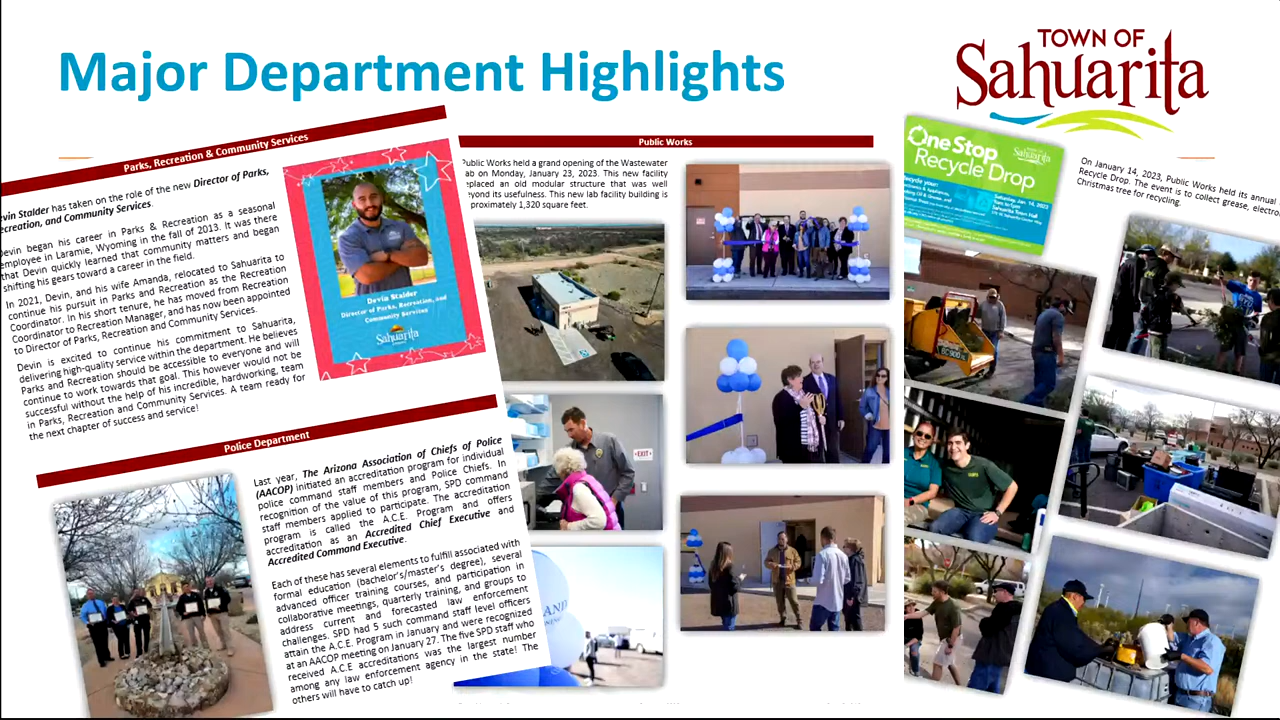 Major Department Highlights
TOWN OF
Sahuarita
Parks, Recreation & Community Services
Devin Stalder has taken on the role of the new Director of Parks,
Recreation, and Community Services.
Devin began his career in Parks & Recreation as a seasonal
employee in Laramie, Wyoming in the fall of 2013. It was there
that Devin quickly learned that community matters and began
shifting his gears toward a career in the field.
In 2021, Devin, and his wife Amanda, relocated to Sahuarita to
continue his pursuit in Parks and Recreation as the Recreation
Coordinator. In his short tenure, he has moved from Recreation
Coordinator to Recreation Manager, and has now been appointed
to Director of Parks, Recreation and Community Services.
Devin is excited to continue his commitment to Sahuarita,
delivering high-quality service within the department. He believes
Parks and Recreation should be accessible to everyone and will
continue to work towards that goal. This however would not be
successful without the help of his incredible, hardworking, team
in Parks, Recreation and Community Services. A team ready for
the next chapter of success and service!
Devin Stalder
Director of Parks, Recreation, and
Community Services
Sahuarita
Police Department
Last year, The Arizona Association of Chiefs of Police
(AACOP) initiated an accreditation program for individual
police command staff members and Police Chiefs. In
recognition of the value of this program, SPD command
staff members applied to participate. The accreditation
program is called the A.C.E. Program and offers
accreditation as an Accredited Chief Executive and
Accredited Command Executive.
Each of these has several elements to fulfill associated with
formal education (bachelor's/master's degree), several
advanced officer training courses, and participation in
collaborative meetings, quarterly training, and groups to
address current and forecasted law enforcement
challenges. SPD had 5 such command staff level officers
attain the A.C.E. Program in January and were recognized
at an AACOP meeting on January 27. The five SPD staff who
received A.C.E accreditations was the largest number
among any law enforcement agency in the state! The
others will have to catch up!
Public Works
Public Works held a grand opening of the Wastewater
Lab on Monday, January 23, 2023. This new facility
replaced an old modular structure that was well
beyond its usefulness. This new lab facility building is
approximately 1,320 square feet.
EXIT
One Stop
Recycle Drop
Sahuarita
Recycle your:
Saturday, Jan. 14, 2023
On January 14, 2023, Public Works held its annual
Recycle Drop. The event is to collect grease, electro
Christmas tree for recycling.